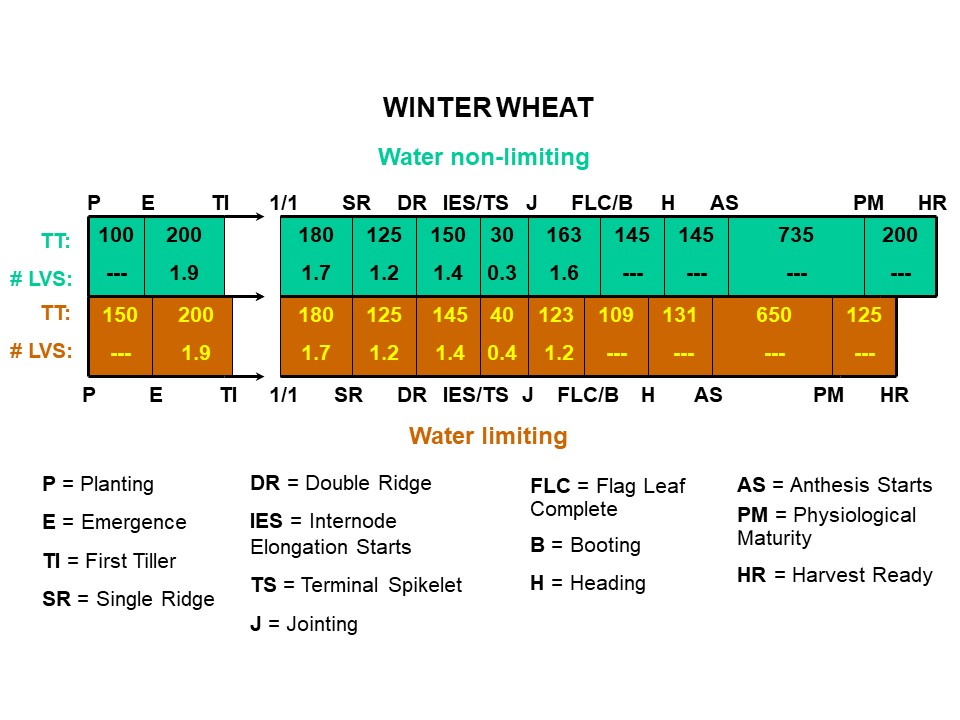 WINTER WHEAT
Water non-limiting
P E TI 1/1 SR DR IES/TS J FLC/B H AS PM HR
TT: 100 200 180 125 150 30 163 145 145 735 200
# LVS: --- 1.9 1.7 1.2 1.4 0.3 1.6 --- --- --- ---
TT: 150 200 180 125 145 40 123 109 131 650 125
# LVS: --- 1.9 1.7 1.2 1.4 0.4 1.2 --- --- --- ---
P E TI 1/1 SR DR IES/TS J FLC/B H AS PM HR
Water limiting
P = Planting
E = Emergence
TI = First Tiller
SR = Single Ridge
DR = Double Ridge
IES = Internode
Elongation Starts
TS = Terminal Spikelet
J = Jointing
FLC = Flag Leaf
Complete
B = Booting
H = Heading
AS = Anthesis Starts
PM = Physiological
Maturity
HR = Harvest Ready